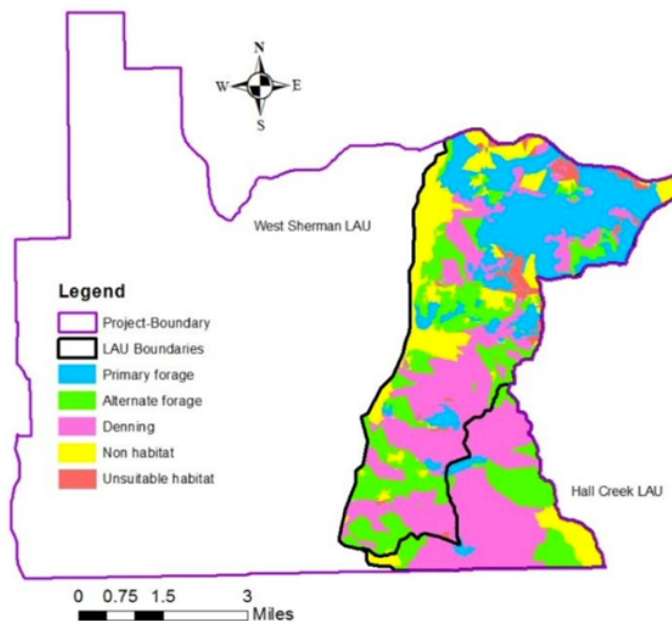 N
W E
S
West Sherman LAU
Legend
Project-Boundary
LAU Boundaries
Primary forage
Alternate forage
Denning
Non habitat
Unsuitable habitat
Hall Creek LAU
0 0.75 1.5 3
Miles